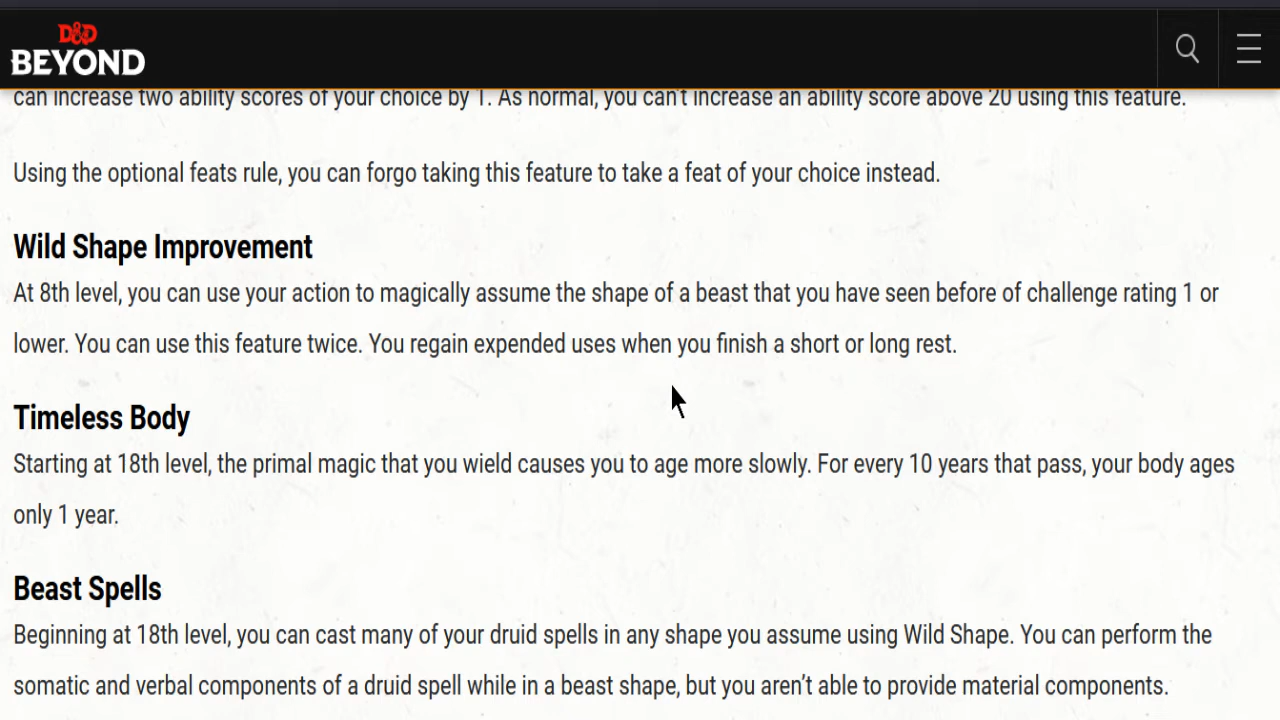 D&D
BEYOND
can increase two ability scores of your choice by 1. As normal, you can't increase an ability score above 20 using this feature.
Using the optional feats rule, you can forgo taking this feature to take a feat of your choice instead.
Wild Shape Improvement
At 8th level, you can use your action to magically assume the shape of a beast that you have seen before of challenge rating 1 or
lower. You can use this feature twice. You regain expended uses when you finish a short or long rest.
Timeless Body
Starting at 18th level, the primal magic that you wield causes you to age more slowly. For every 10 years that pass, your body ages
only 1 year.
Beast Spells
Beginning at 18th level, you can cast many of your druid spells in any shape you assume using Wild Shape. You can perform the
somatic and verbal components of a druid spell while in a beast shape, but you aren’t able to provide material components.